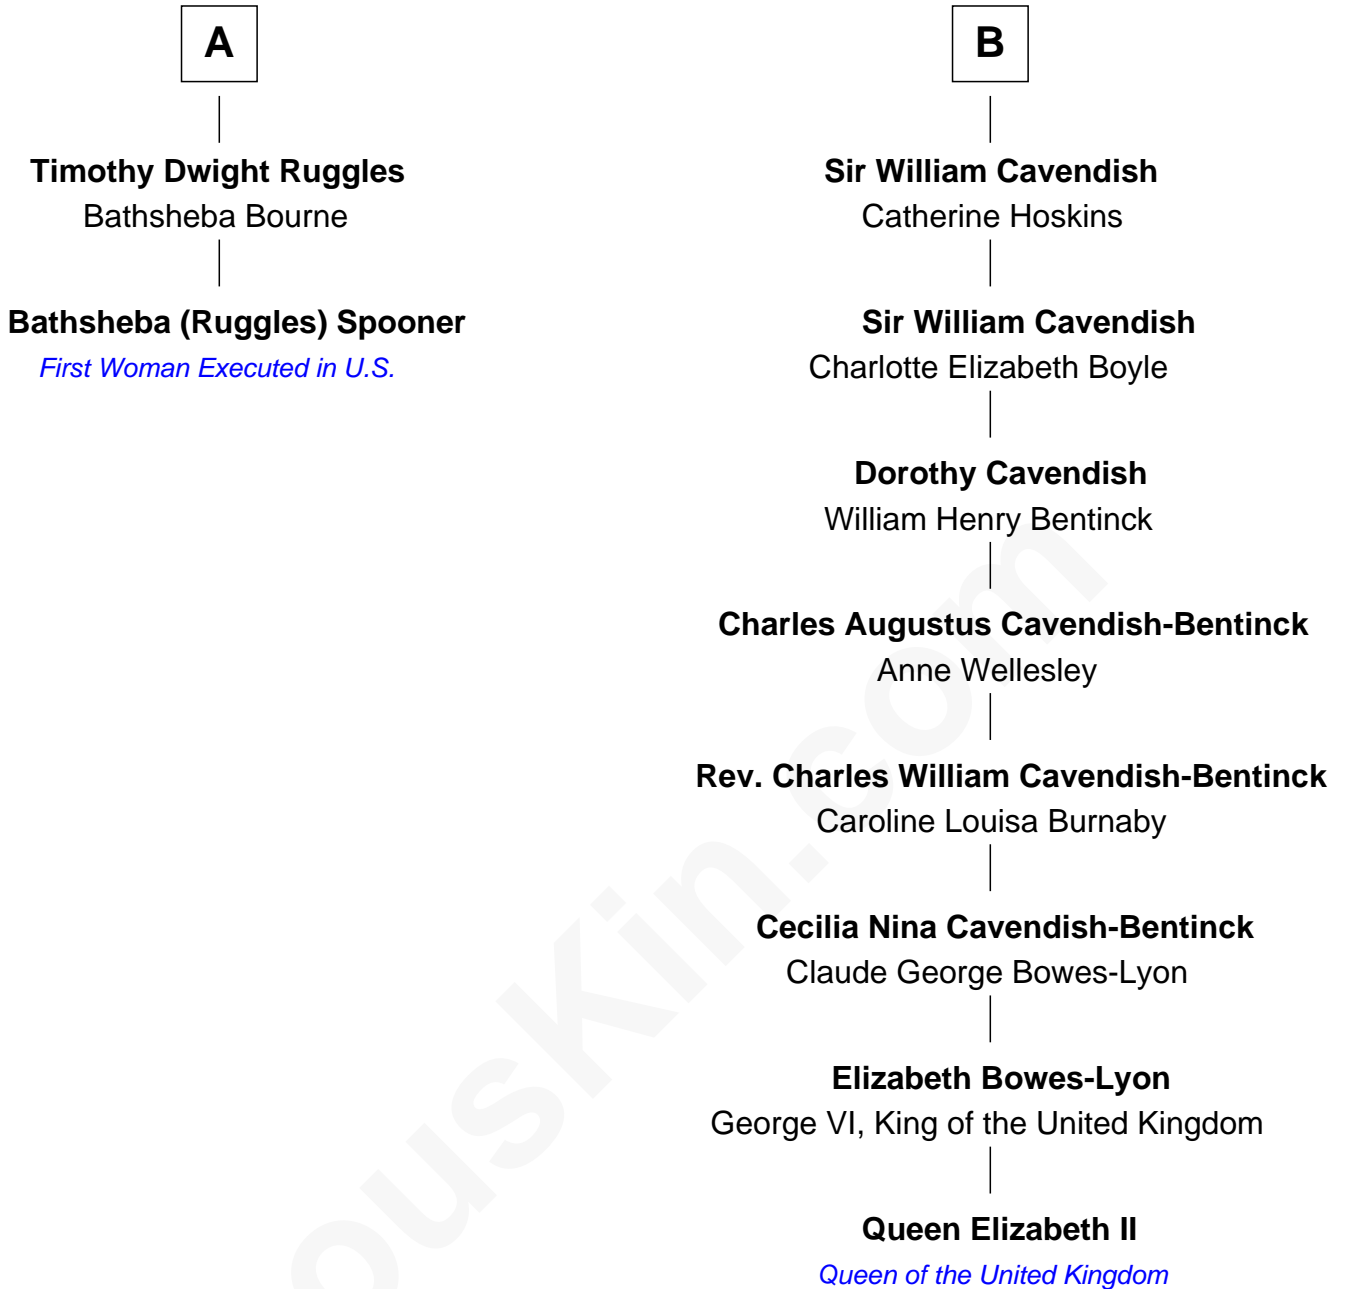 A
Timothy Dwight Ruggles
Bathsheba Bourne
Bathsheba (Ruggles) Spooner
First Woman Executed in U.S.
B
Sir William Cavendish
Catherine Hoskins
Sir William Cavendish
Charlotte Elizabeth Boyle
Dorothy Cavendish
William Henry Bentinck
Charles Augustus Cavendish-Bentinck
Anne Wellesley
Rev. Charles William Cavendish-Bentinck
Caroline Louisa Burnaby
Cecilia Nina Cavendish-Bentinck
Claude George Bowes-Lyon
Elizabeth Bowes-Lyon
George VI, King of the United Kingdom
Queen Elizabeth II
Queen of the United Kingdom
ousKin.com